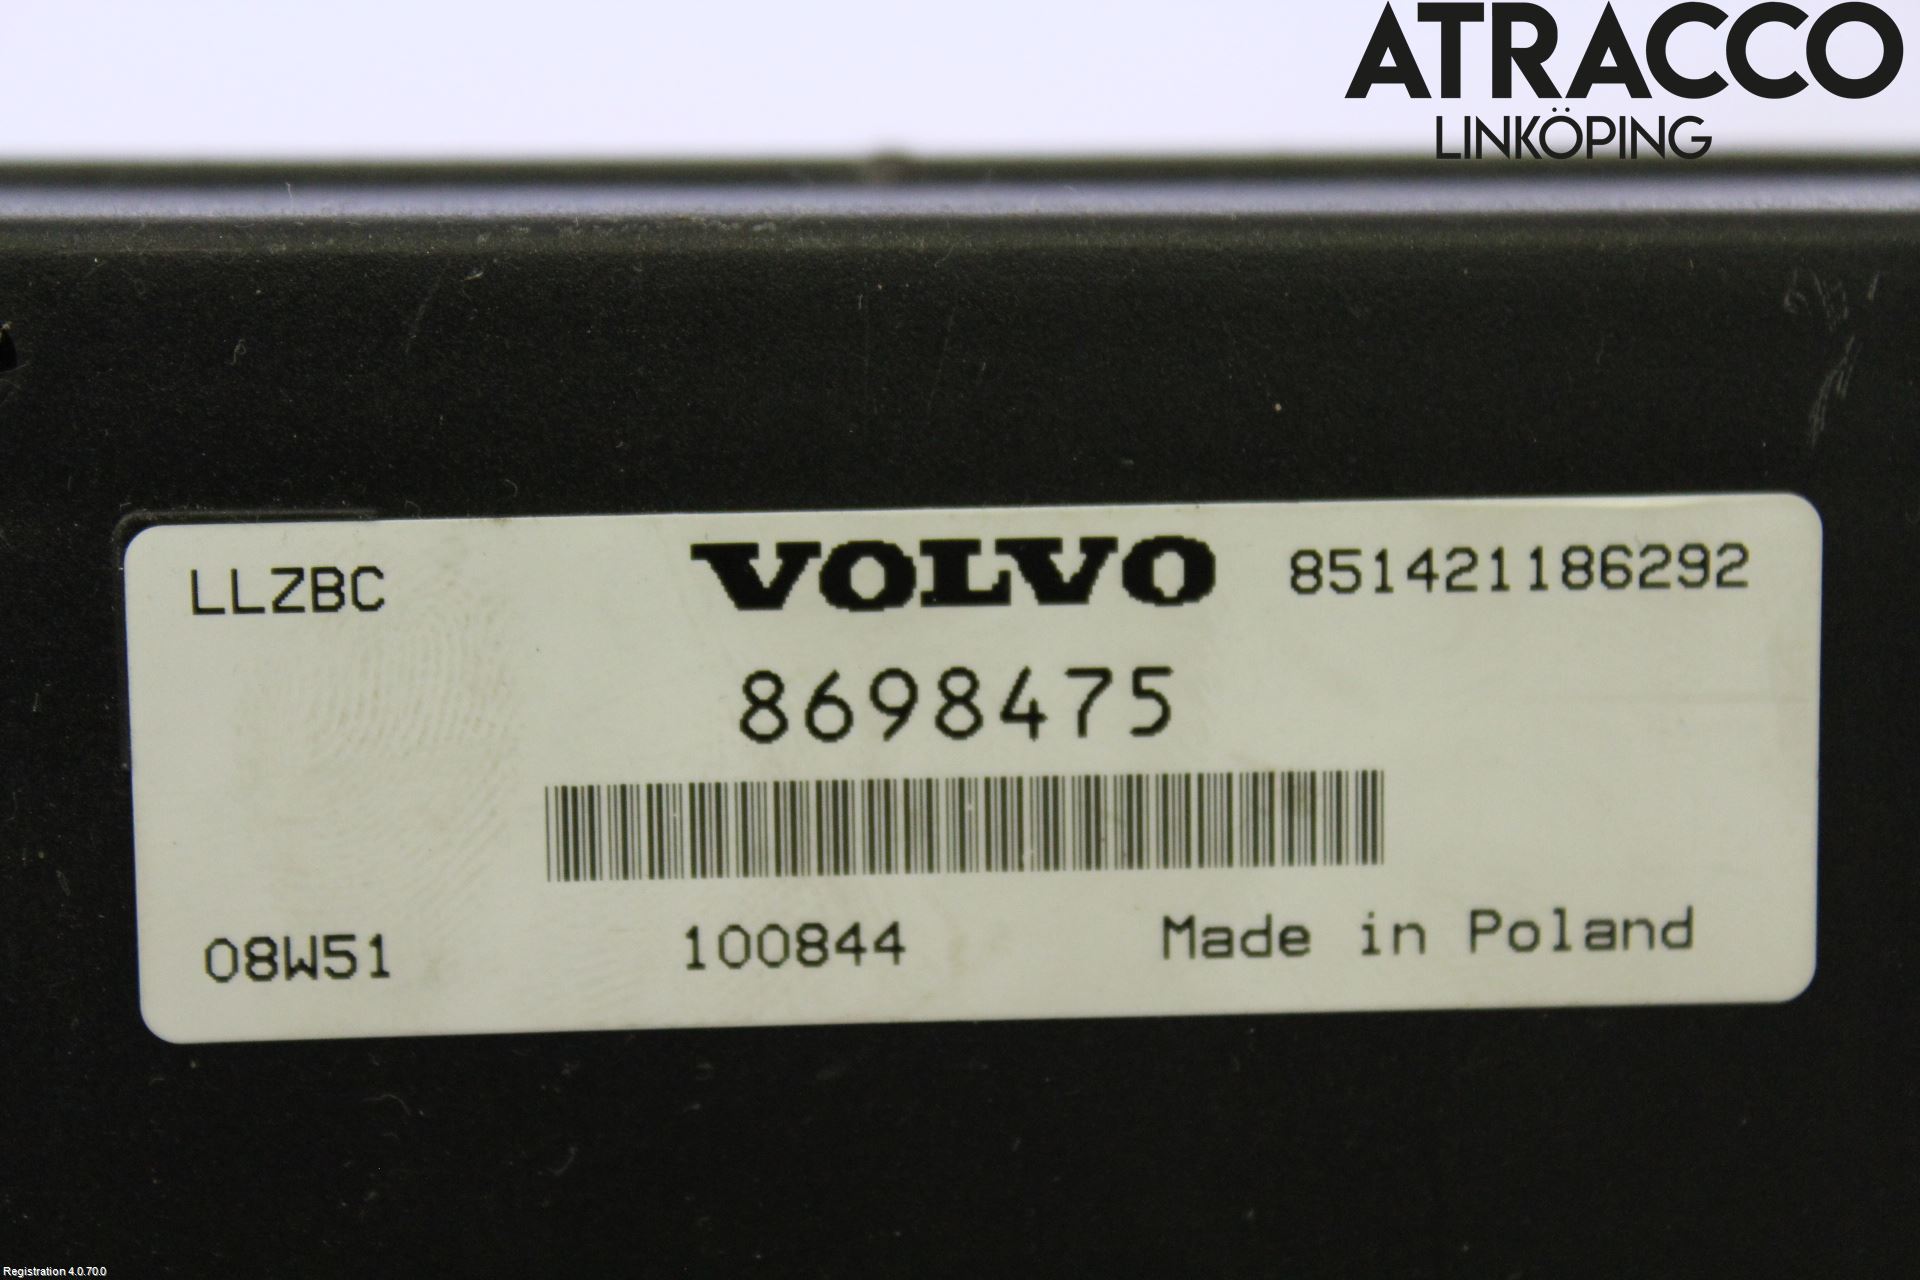 ATRACCO
LINKÖPING
LLZBC VOLVO 851421186292
8698475
08W51 100844 Made in Poland
Registration 4.0.70.0